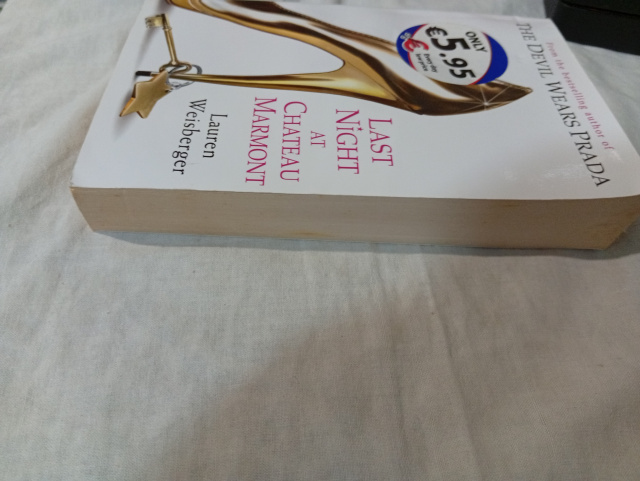 From the bestselling author of
THE DEVIL WEARS PRADA
ONLY
€5.95
LAST
NIGHT
AT
CHATEAU
MARMONT
Lauren
Weisberger